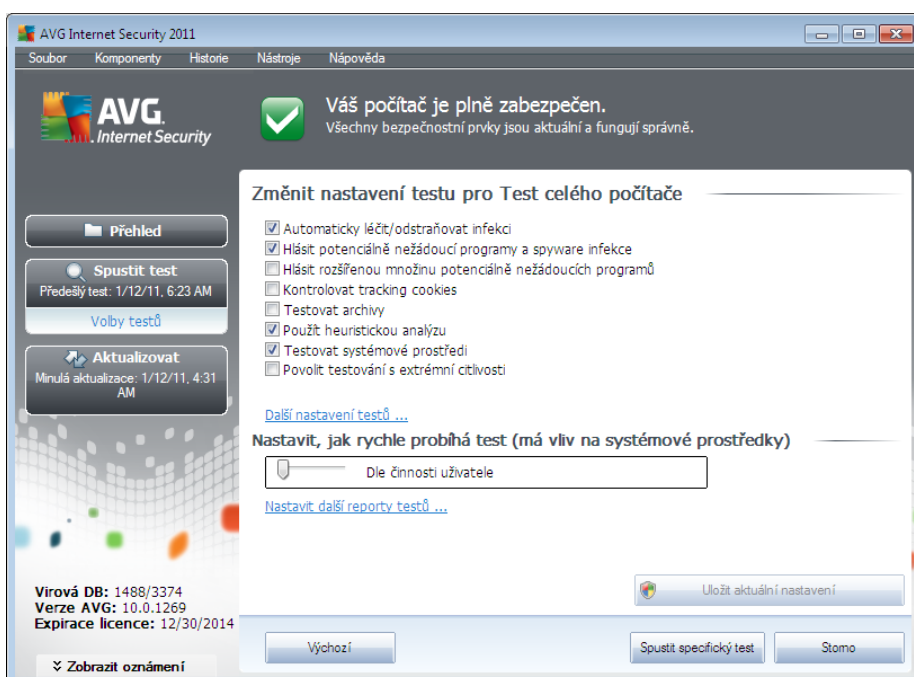 AVG Internet Security 2011
Soubor Komponenty Historie Nástroje Nápověda
AVG.
Internet Security
Váš počítač je plně zabezpečen.
Všechny bezpečnostní prvky jsou aktuální a fungují správně.
Přehled
Spustit test
Předešlý test: 1/12/11, 6:23 AM
Volby testů
Aktualizovat
Minulá aktualizace: 1/12/11, 4:31
AM
Virová DB: 1488/3374
Verze AVG: 10.0.1269
Expirace licence: 12/30/2014
Zobrazit oznámení
Změnit nastavení testu pro Test celého počítače
Automaticky léčit/odstraňovat infekci
Hlásit potenciálně nežádoucí programy a spyware infekce
Hlásit rozšířenou množinu potenciálně nežádoucích programů
Kontrolovat tracking cookies
Testovat archivy
Použít heuristickou analýzu
Testovat systémové prostředi
Povolit testování s extrémní citlivosti
Další nastavení testů ...
Nastavit, jak rychle probíhá test (má vliv na systémové prostředky)
Dle činnosti uživatele
Nastavit další reporty testů ...
Uložit aktuální nastavení
Výchozí
Spustit specifický test
Storno